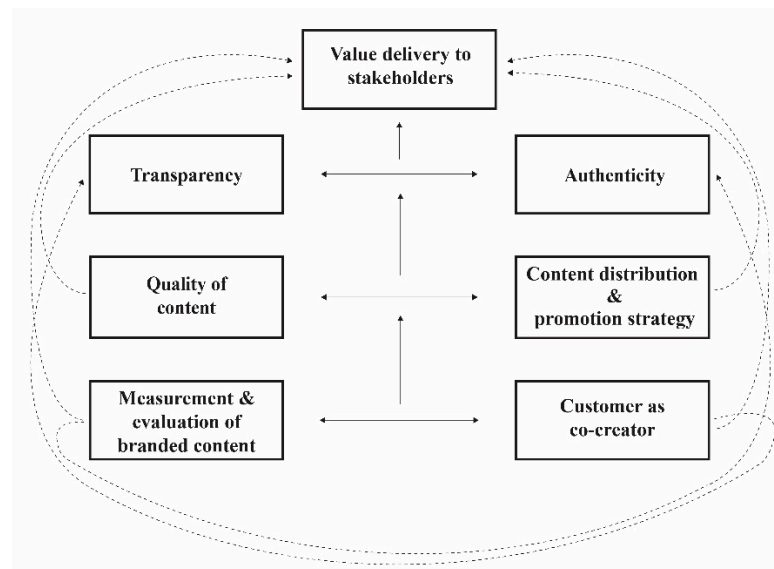 Value delivery to
stakeholders
Transparency
Authenticity
Quality of
content
Content distribution
&
promotion strategy
Measurement &
evaluation of
branded content
Customer as
co-creator